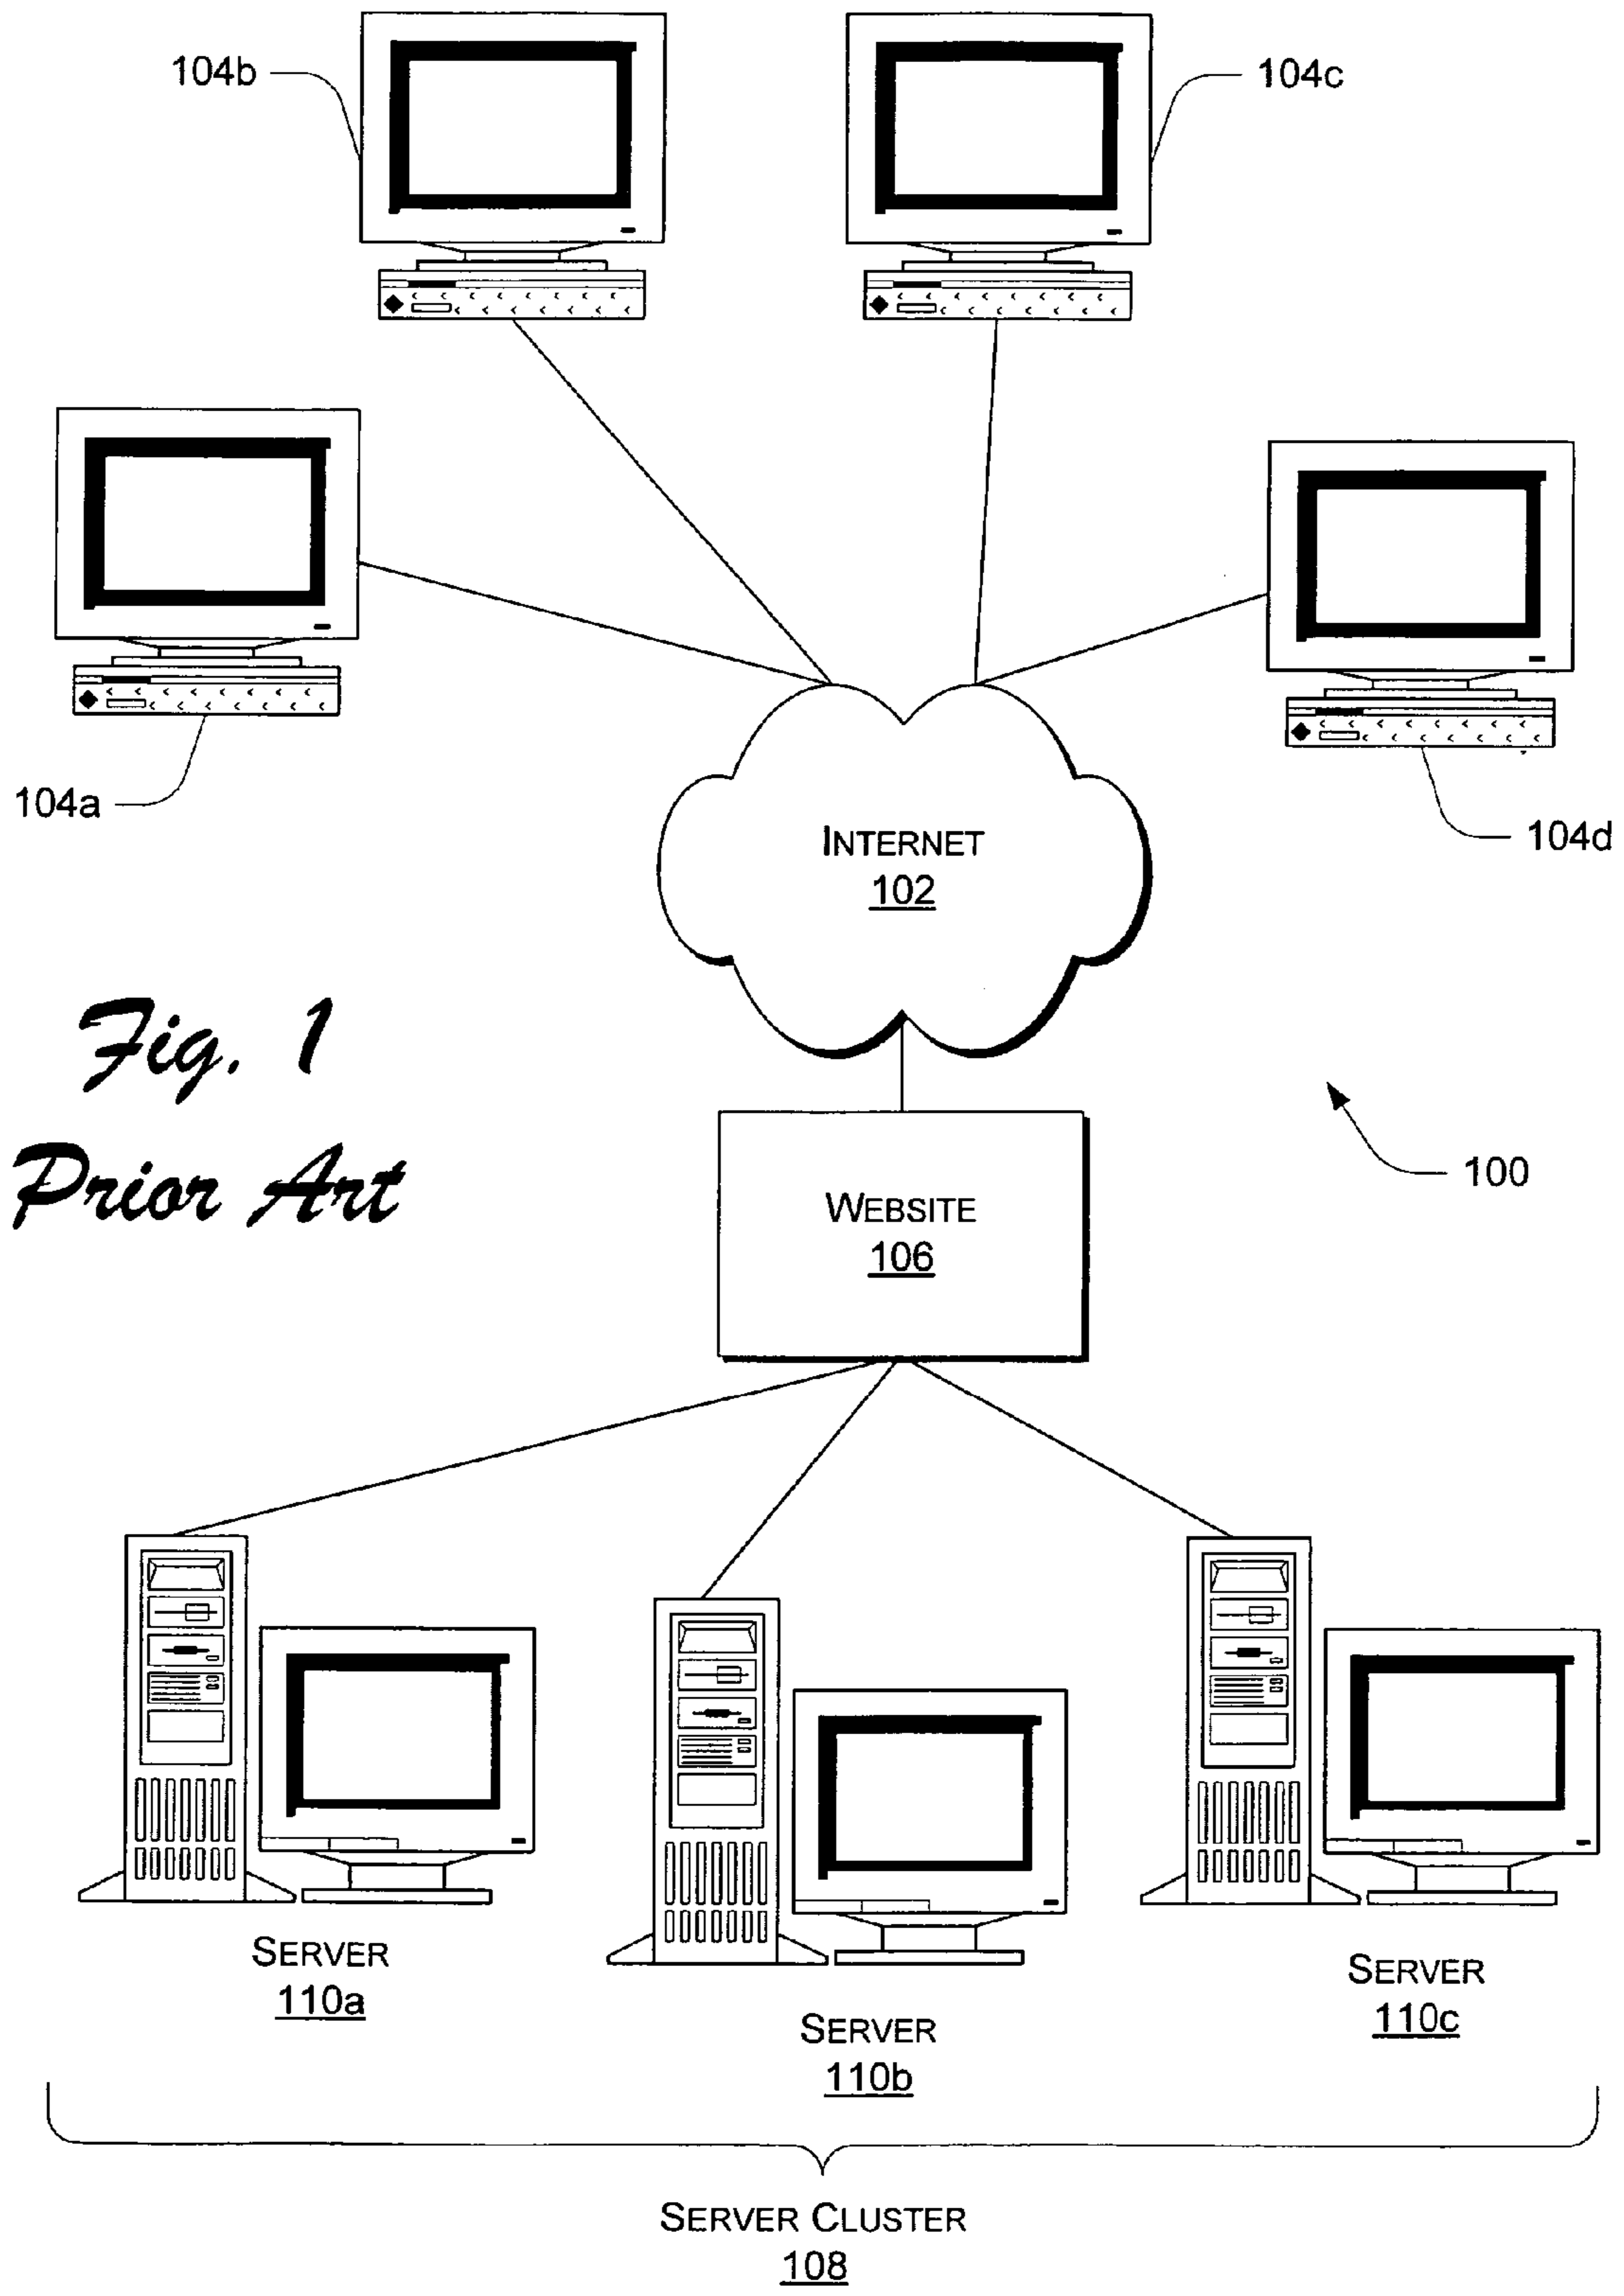 104b
104c
104a
104d
INTERNET
102
Fig. 1
Prior Art
100
WEBSITE
106
SERVER
110a
SERVER
110b
SERVER
110c
SERVER CLUSTER
108